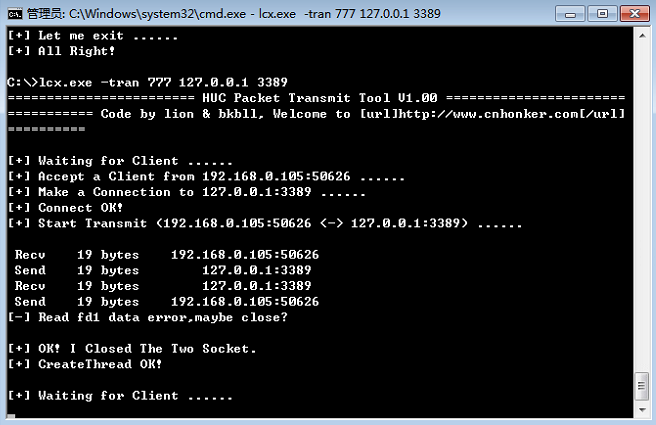 管理员: C:\Windows\system32\cmd.exe - lcx.exe -tran 777 127.0.0.1 3389
[+] Let me exit ......
[+] All Right!
C:\>lcx.exe -tran 777 127.0.0.1 3389
======================== HUC Packet Transmit Tool V1.00 =======================
=========== Code by lion & bkbll, Welcome to [url]http://www.cnhonker.com[/url]
==========
[+] Waiting for Client ......
[+] Accept a Client from 192.168.0.105:50626 ......
[+] Make a Connection to 127.0.0.1:3389 ......
[+] Connect OK!
[+] Start Transmit (192.168.0.105:50626 <-> 127.0.0.1:3389) ......
Recv    19 bytes    192.168.0.105:50626
Send    19 bytes        127.0.0.1:3389
Recv    19 bytes        127.0.0.1:3389
Send    19 bytes    192.168.0.105:50626
[-] Read fd1 data error,maybe close?
[+] OK! I Closed The Two Socket.
[+] CreateThread OK!
[+] Waiting for Client ......